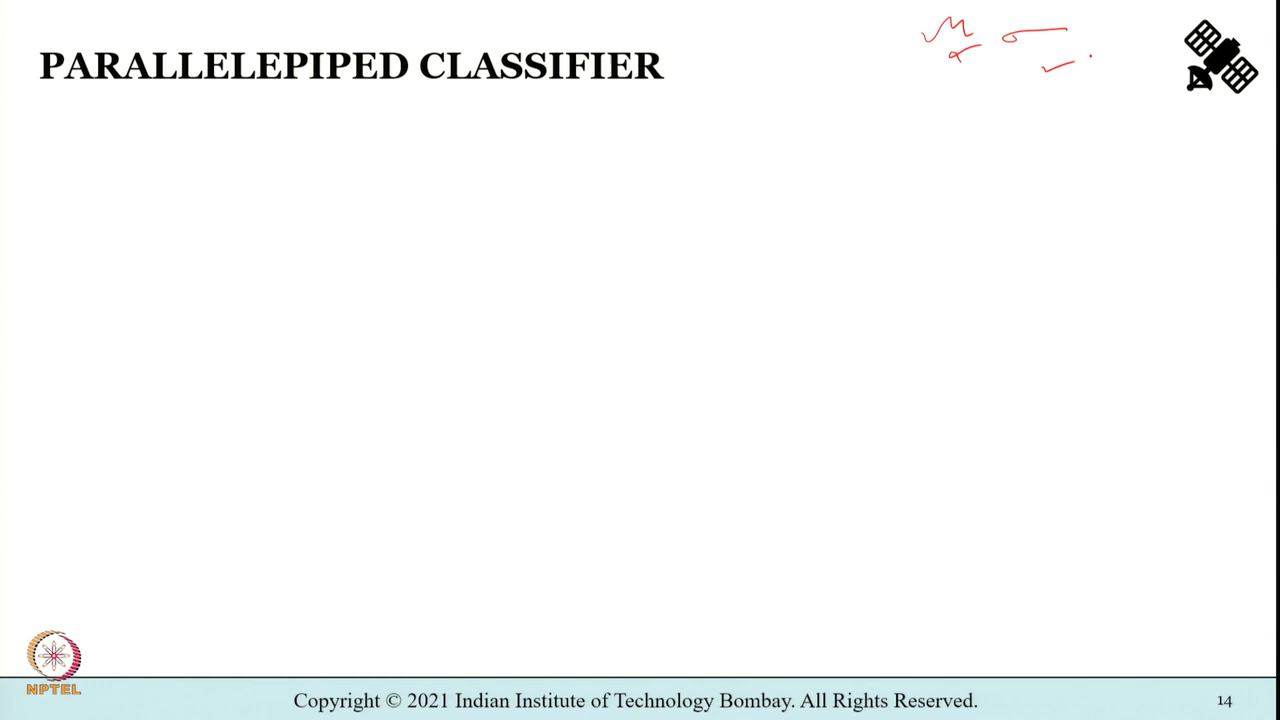 PARALLELEPIPED CLASSIFIER
μ σ
NPTEL
Copyright © 2021 Indian Institute of Technology Bombay. All Rights Reserved.
14